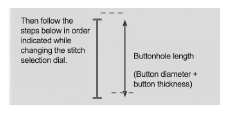 Then follow the
steps below in order
indicated while
changing the stitch
selection dial.
Buttonhole length
(Button diameter +
button thickness)